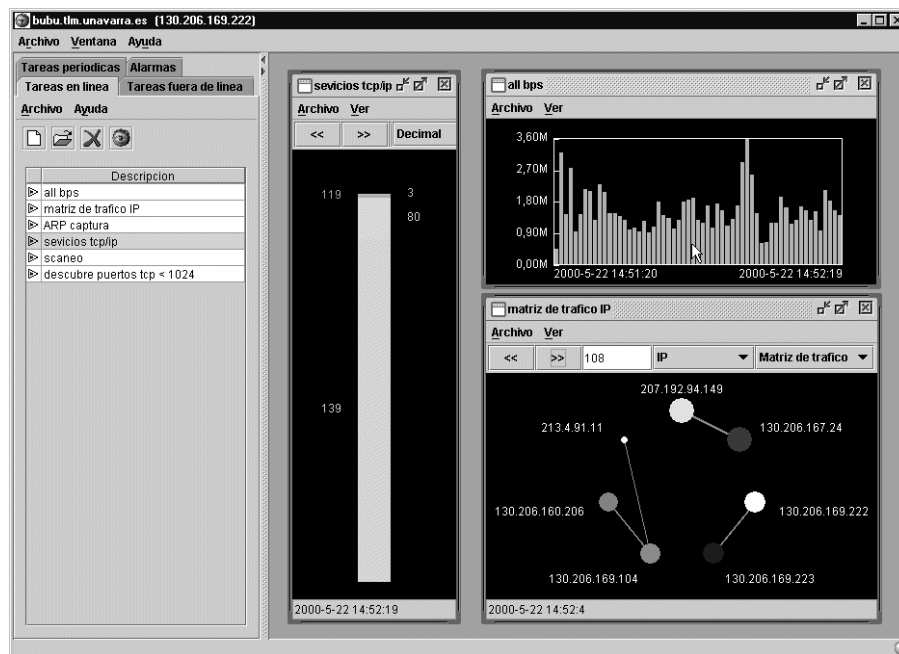 bubu.tlm.unavarra.es (130.206.169.222)
Archivo Ventana Ayuda
Tareas periodicas Alarmas
Tareas en linea Tareas fuera de linea
Archivo Ayuda
Descripcion
all bps
matriz de trafico IP
ARP captura
sevicios tcp/ip
scaneo
descubre puertos tcp < 1024
sevicios tcp/ip
Archivo Ver
<< >> Decimal
119 3
80
139
2000-5-22 14:52:19
all bps
Archivo Ver
3,60M
2,70M
1,80M
0,90M
0,00M
2000-5-22 14:51:20 2000-5-22 14:52:19
matriz de trafico IP
Archivo Ver
<< >> 108 IP Matriz de trafico
207.192.94.149
213.4.91.11 130.206.167.24
130.206.160.206 130.206.169.222
130.206.169.104 130.206.169.223
2000-5-22 14:52:4